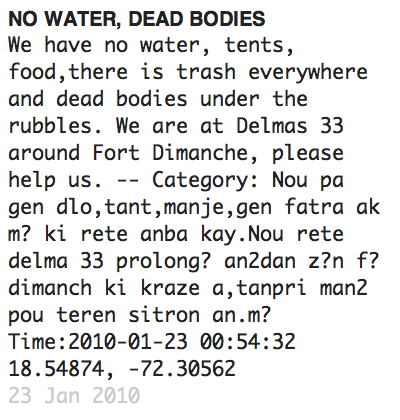 NO WATER, DEAD BODIES
We have no water, tents,
food,there is trash everywhere
and dead bodies under the
rubbles. We are at Delmas 33
around Fort Dimanche, please
help us. -- Category: Nou pa
gen dlo,tant,manje,gen fatra ak
m? ki rete anba kay.Nou rete
delma 33 prolong? an2dan z?n f?
dimanch ki kraze a,tanpri man2
pou teren sitron an.m?
Time:2010-01-23 00:54:32
18.54874, -72.30562
23 Jan 2010